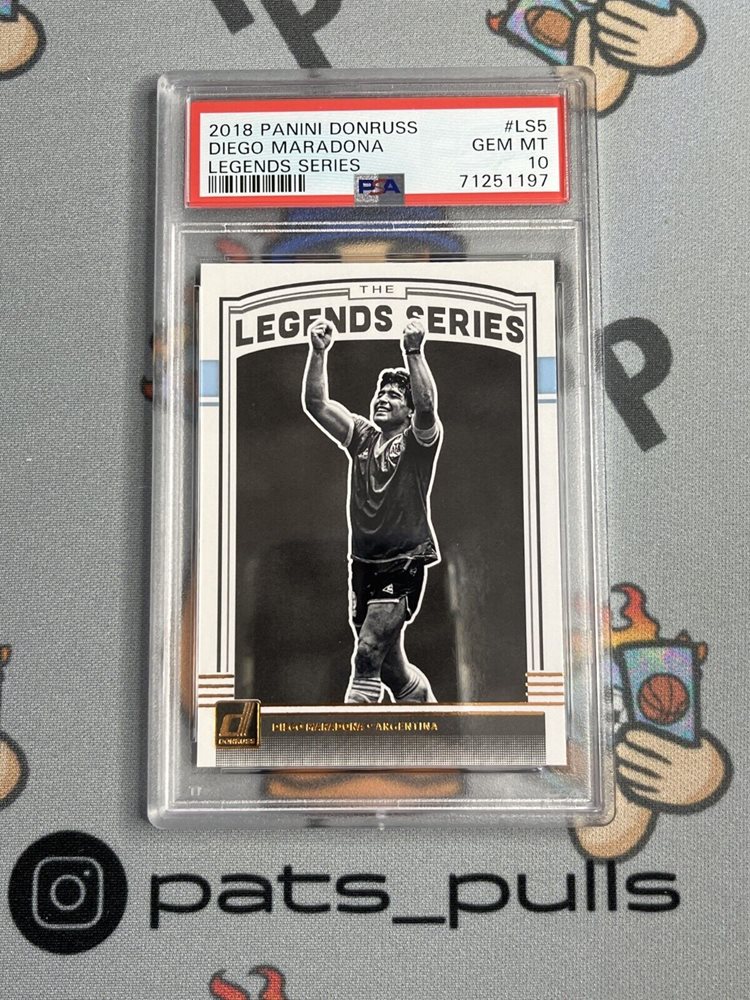 2018 PANINI DONRUSS #LS5
DIEGO MARADONA GEM MT
LEGENDS SERIES 10
PSA 71251197
THE
LEGENDS SERIES
DONRUSS
DIEGO MARADONA • ARGENTINA
pats_pulls